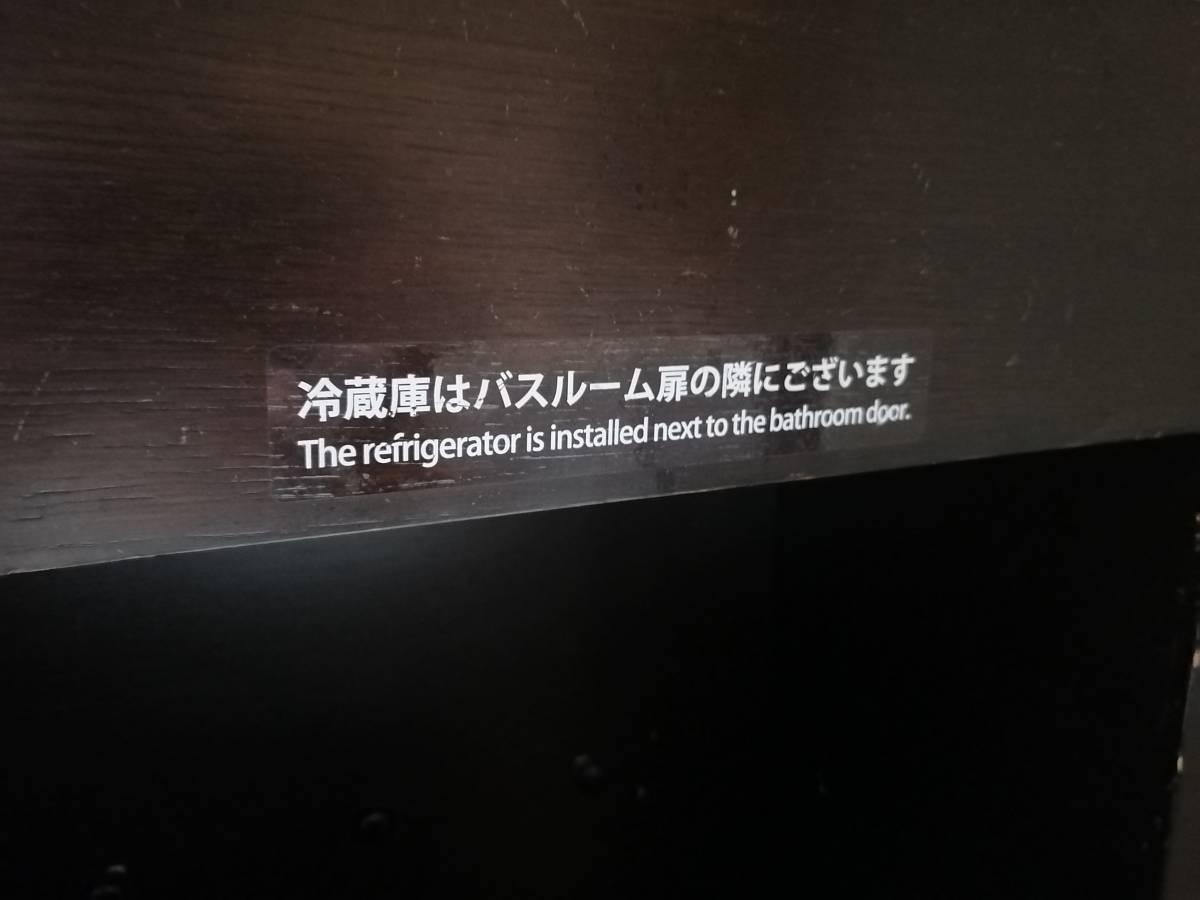 冷蔵庫はバスルーム扉の隣にございます
The refrigerator is installed next to the bathroom door.